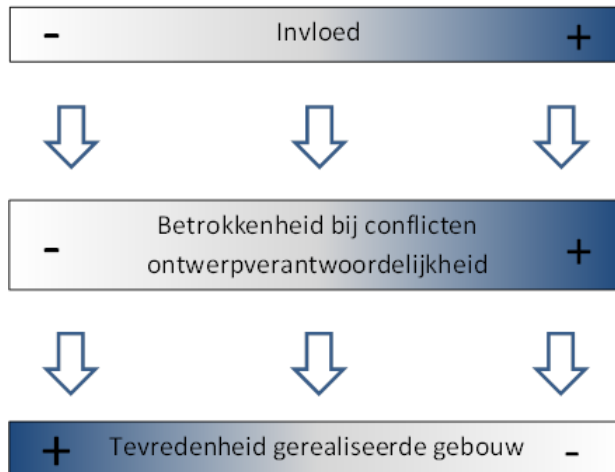 - Invloed +
Betrokkenheid bij conflicten
- ontwerpverantwoordelijkheid +
+ Tevredenheid gerealiseerde gebouw -